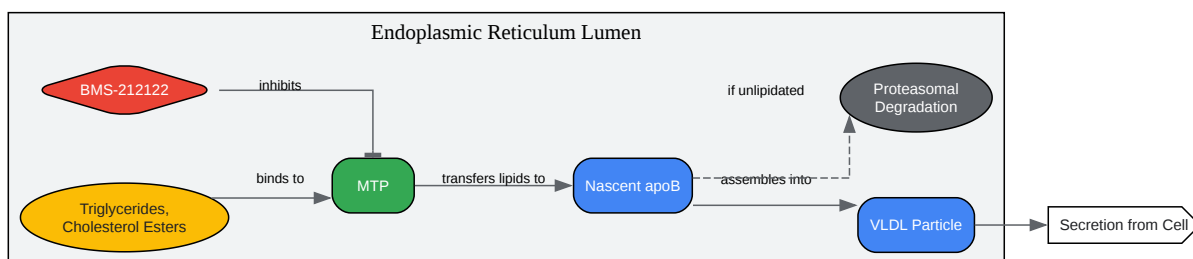 Endoplasmic Reticulum Lumen
BMS-212122
inhibits
if unlipidated
Proteasomal
Degradation
Triglycerides,
Cholesterol Esters
binds to
MTP
transfers lipids to
Nascent apoB
assembles into
VLDL Particle
Secretion from Cell